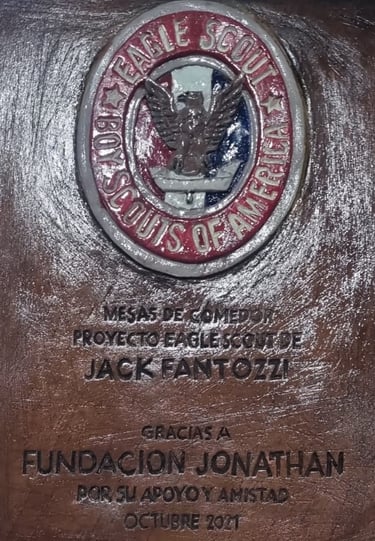 EAGLE SCOUT
BOY SCOUTS OF AMERICA
MESAS DE COMEDOR
PROYECTO EAGLE SCOUT DE
JACK FANTOZZI
GRACIAS A
FUNDACION JONATHAN
POR SU APOYO Y AMISTAD
OCTUBRE 2021